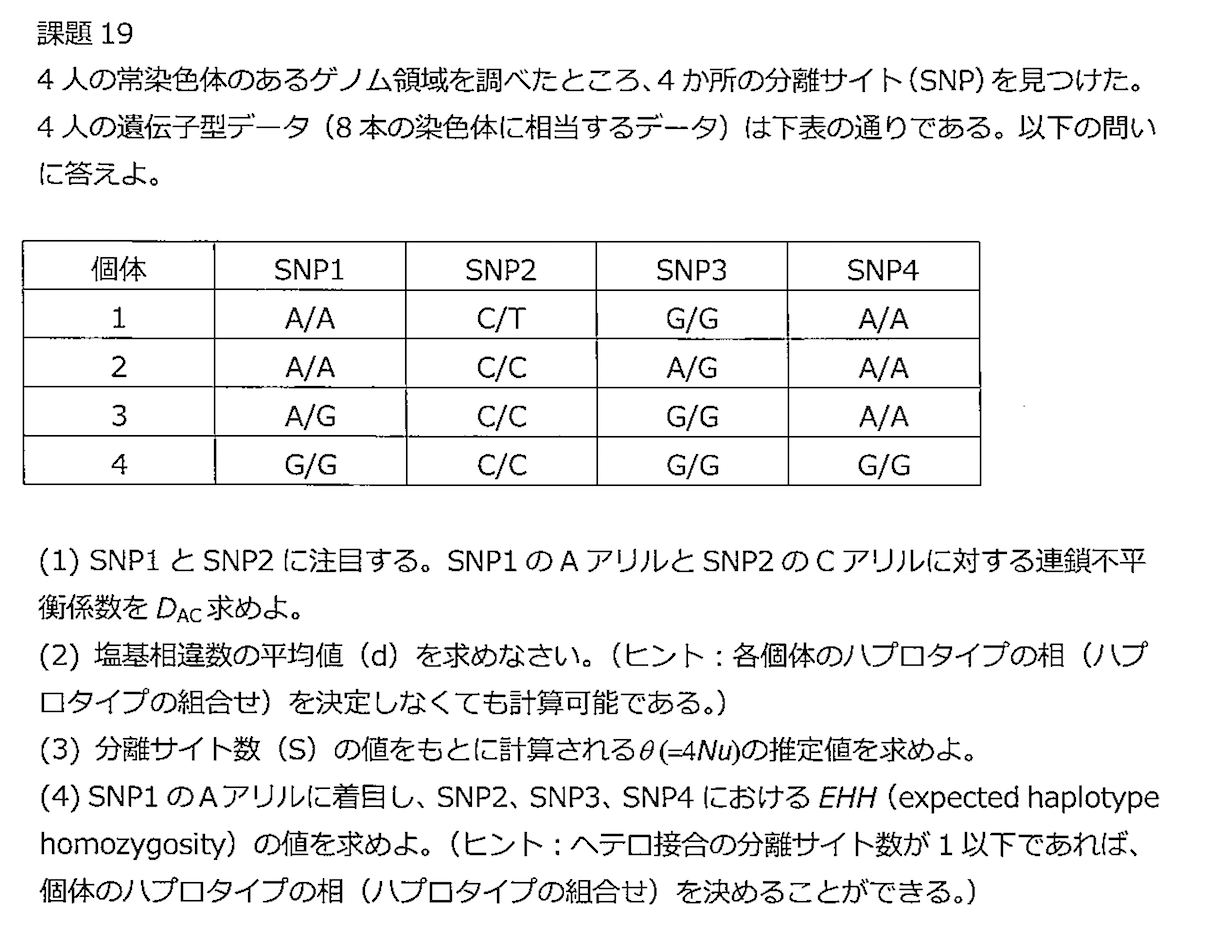 課題 19
4 人の常染色体のあるゲノム領域を調べたところ、4 か所の分離サイト(SNP)を見つけた。
4 人の遺伝子型データ（8 本の染色体に相当するデータ）は下表の通りである。以下の問い
に答えよ。
個体 SNP1 SNP2 SNP3 SNP4
1 A/A C/T G/G A/A
2 A/A C/C A/G A/A
3 A/G C/C G/G A/A
4 G/G C/C G/G G/G
(1) SNP1 と SNP2 に注目する。SNP1 の A アリルと SNP2 の C アリルに対する連鎖不平
衡係数を DAC 求めよ。
(2) 塩基相違数の平均値（d）を求めなさい。（ヒント：各個体のハプロタイプの相（ハプ
ロタイプの組合せ）を決定しなくても計算可能である。）
(3) 分離サイト数（S）の値をもとに計算されるθ(=4Nu)の推定値を求めよ。
(4) SNP1 の A アリルに着目し、SNP2、SNP3、SNP4 における EHH（expected haplotype
homozygosity）の値を求めよ。（ヒント：ヘテロ接合の分離サイト数が 1 以下であれば、
個体のハプロタイプの相（ハプロタイプの組合せ）を決めることができる。）